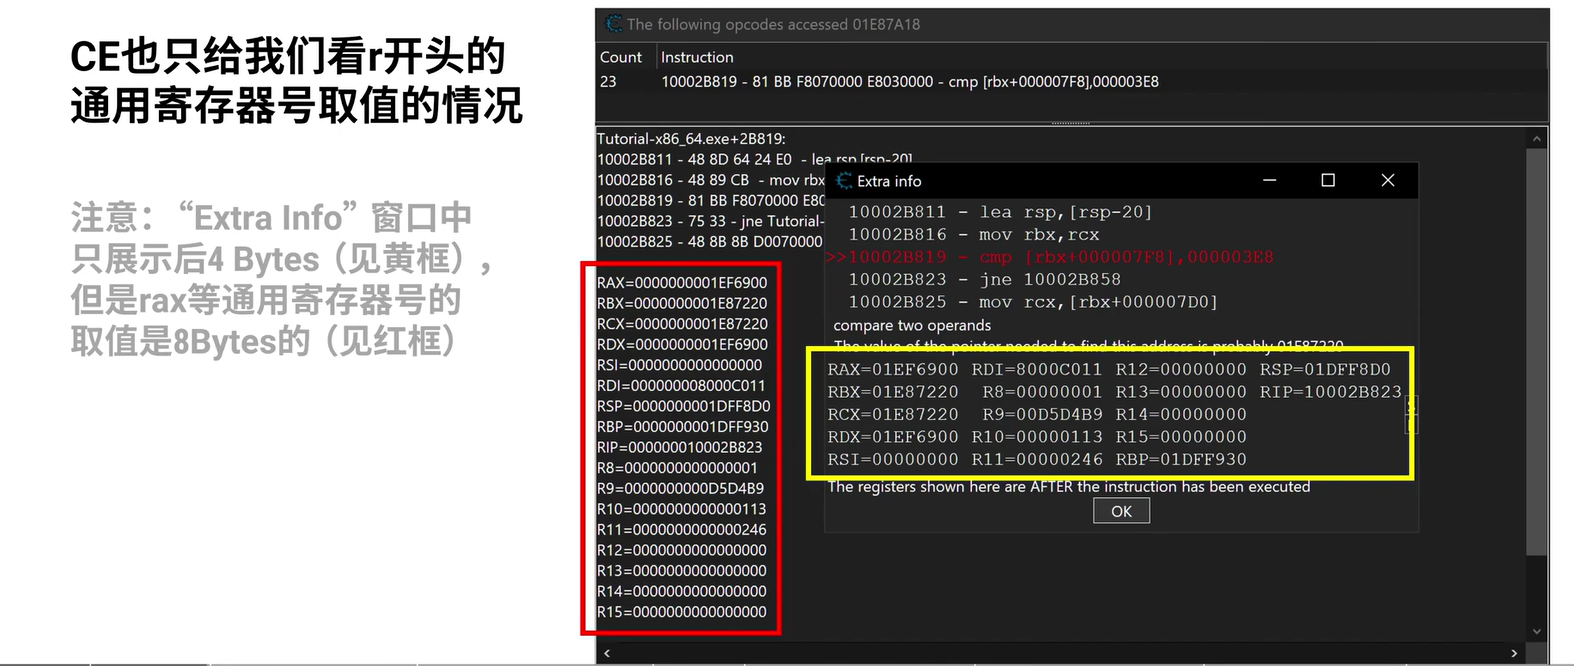 CE也只给我们看r开头的
通用寄存器号取值的情况
注意：“Extra Info”窗口中
只展示后4 Bytes（见黄框），
但是rax等通用寄存器号的
取值是8Bytes的（见红框）
The following opcodes accessed 01E87A18
Count Instruction
23 10002B819 - 81 BB F8070000 E8030000 - cmp [rbx+000007F8],000003E8
Tutorial-x86_64.exe+2B819:
10002B811 - 48 8D 64 24 E0 - lea rsp,[rsp-20]
10002B816 - 48 89 CB - mov rbx
10002B819 - 81 BB F8070000 E80
10002B823 - 75 33 - jne Tutorial-
10002B825 - 48 8B 8B D0070000
RAX=0000000001EF6900
RBX=0000000001E87220
RCX=0000000001E87220
RDX=0000000001EF6900
RSI=0000000000000000
RDI=000000008000C011
RSP=0000000001DFF8D0
RBP=0000000001DFF930
RIP=000000010002B823
R8=0000000000000001
R9=0000000000D5D4B9
R10=0000000000000113
R11=0000000000000246
R12=0000000000000000
R13=0000000000000000
R14=0000000000000000
R15=0000000000000000
Extra info
10002B811 - lea rsp,[rsp-20]
10002B816 - mov rbx,rcx
>>10002B819 - cmp [rbx+000007F8],000003E8
10002B823 - jne 10002B858
10002B825 - mov rcx,[rbx+000007D0]
compare two operands
The value of the pointer needed to find this address is probably 01E87220
RAX=01EF6900 RDI=8000C011 R12=00000000 RSP=01DFF8D0
RBX=01E87220 R8=00000001 R13=00000000 RIP=10002B823
RCX=01E87220 R9=00D5D4B9 R14=00000000
RDX=01EF6900 R10=00000113 R15=00000000
RSI=00000000 R11=00000246 RBP=01DFF930
The registers shown here are AFTER the instruction has been executed
OK